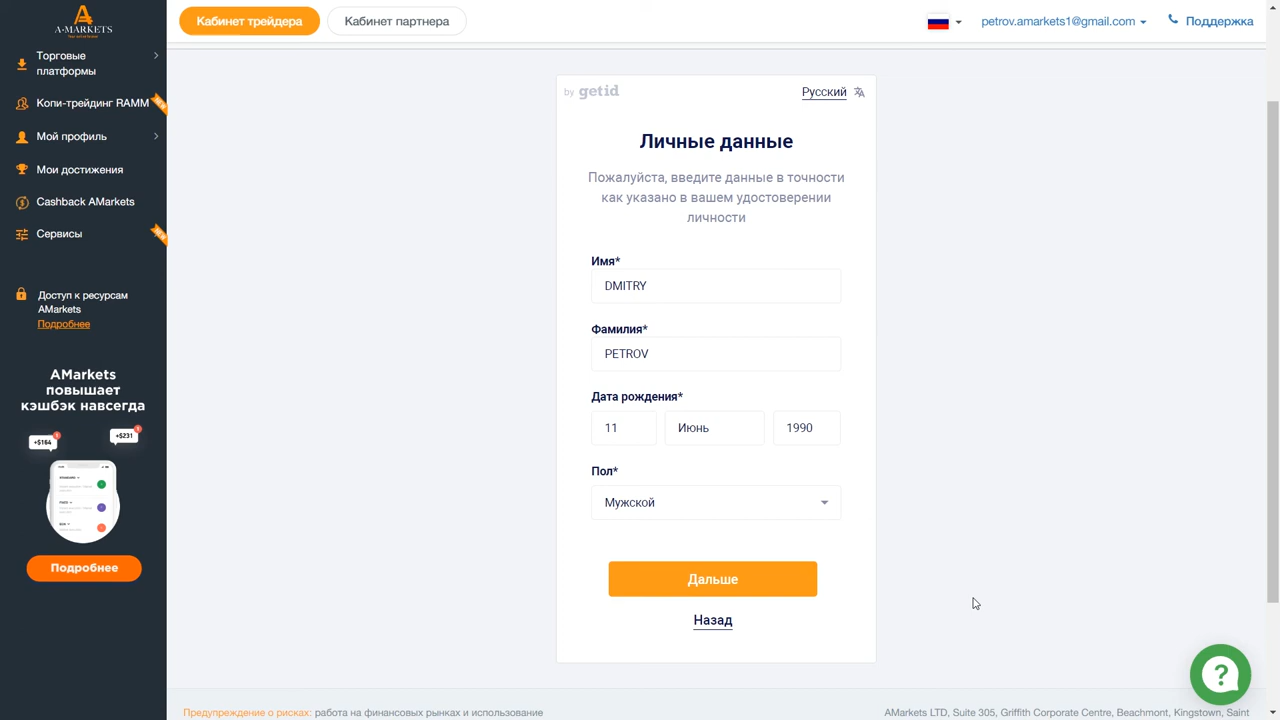 A-MARKETS
Кабинет трейдера
Кабинет партнера
petrov.amarkets1@gmail.com
Поддержка
Торговые
платформы
Копи-трейдинг RAMM
NEW
Мой профиль
Мои достижения
Cashback AMarkets
Сервисы
NEW
Доступ к ресурсам
AMarkets
Подробнее
AMarkets
повышает
кэшбэк навсегда
+$164
+$231
Подробнее
by getid
Русский
Личные данные
Пожалуйста, введите данные в точности
как указано в вашем удостоверении
личности
Имя*
DMITRY
Фамилия*
PETROV
Дата рождения*
11
Июнь
1990
Пол*
Мужской
Дальше
Назад
Предупреждение о рисках: работа на финансовых рынках и использование
AMarkets LTD, Suite 305, Griffith Corporate Centre, Beachmont, Kingstown, Saint